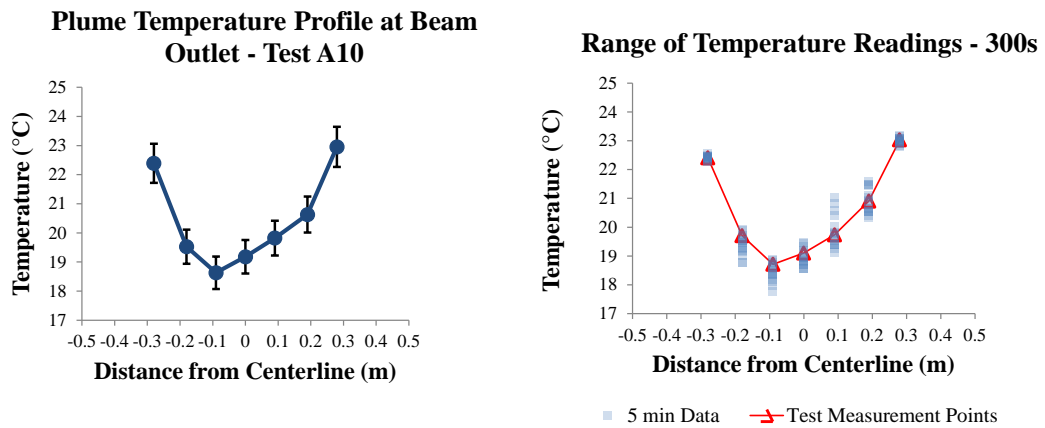 Plume Temperature Profile at Beam
Outlet - Test A10
Temperature (°C)
25
24
23
22
21
20
19
18
17
-0.5 -0.4 -0.3 -0.2 -0.1 0 0.1 0.2 0.3 0.4 0.5
Distance from Centerline (m)
Range of Temperature Readings - 300s
Temperature (°C)
25
24
23
22
21
20
19
18
17
-0.5 -0.4 -0.3 -0.2 -0.1 0 0.1 0.2 0.3 0.4 0.5
Distance from Centerline (m)
5 min Data Test Measurement Points